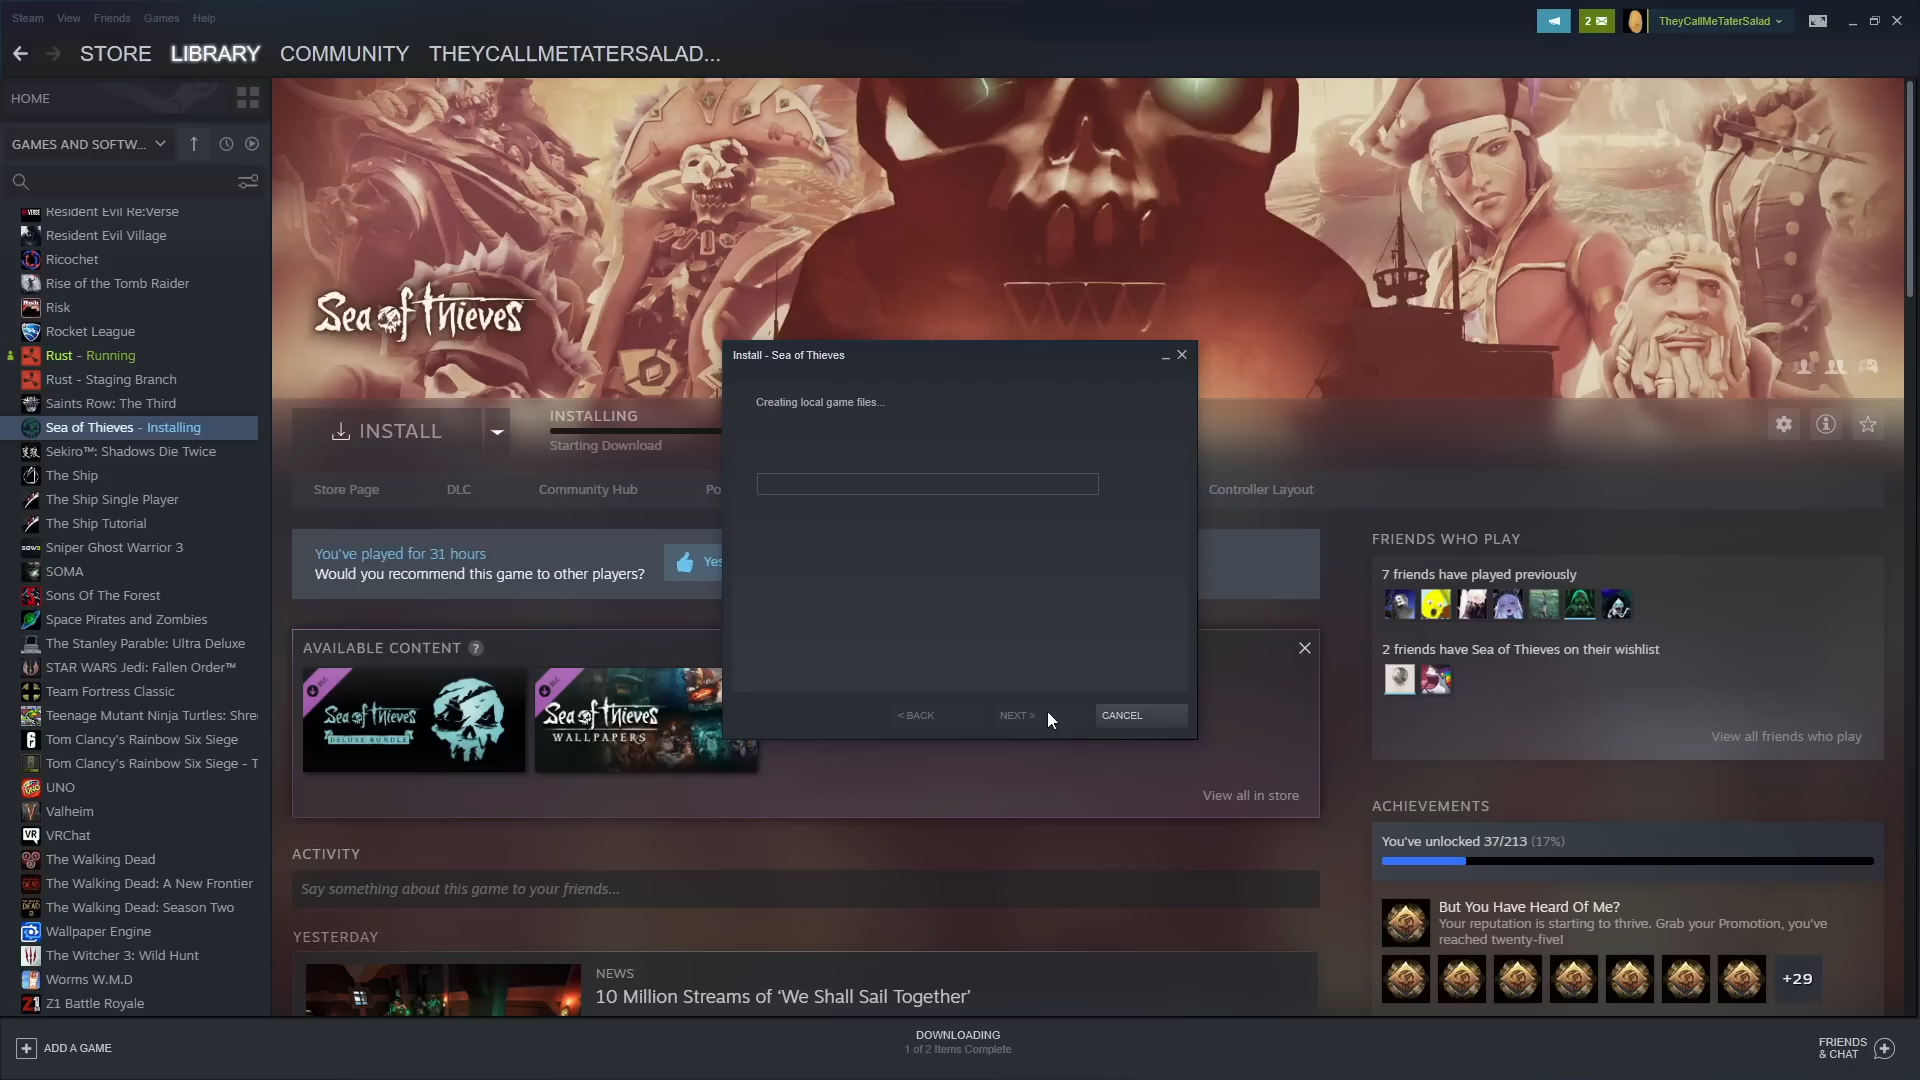 Steam View Friends Games Help
2
TheyCallMeTaterSalad
STORE LIBRARY COMMUNITY THEYCALLMETATERSALAD...
HOME
GAMES AND SOFTW...
Resident Evil Re:Verse
Resident Evil Village
Ricochet
Rise of the Tomb Raider
Risk
Rocket League
Rust - Running
Rust - Staging Branch
Saints Row: The Third
Sea of Thieves - Installing
Sekiro™: Shadows Die Twice
The Ship
The Ship Single Player
The Ship Tutorial
Sniper Ghost Warrior 3
SOMA
Sons Of The Forest
Space Pirates and Zombies
The Stanley Parable: Ultra Deluxe
STAR WARS Jedi: Fallen Order™
Team Fortress Classic
Teenage Mutant Ninja Turtles: Shre
Tom Clancy's Rainbow Six Siege
Tom Clancy's Rainbow Six Siege - T
UNO
Valheim
VRChat
The Walking Dead
The Walking Dead: A New Frontier
The Walking Dead: Season Two
Wallpaper Engine
The Witcher 3: Wild Hunt
Worms W.M.D
Z1 Battle Royale
ADD A GAME
Sea of Thieves
INSTALL
INSTALLING
Starting Download
Store Page DLC Community Hub Po
Controller Layout
Install - Sea of Thieves
Creating local game files...
< BACK NEXT > CANCEL
You've played for 31 hours
Would you recommend this game to other players?
Yes
AVAILABLE CONTENT ?
Sea of Thieves
DELUXE BUNDLE
Sea of Thieves
WALLPAPERS
View all in store
ACTIVITY
Say something about this game to your friends...
YESTERDAY
NEWS
10 Million Streams of ‘We Shall Sail Together’
FRIENDS WHO PLAY
7 friends have played previously
2 friends have Sea of Thieves on their wishlist
View all friends who play
ACHIEVEMENTS
You've unlocked 37/213 (17%)
But You Have Heard Of Me?
Your reputation is starting to thrive. Grab your Promotion, you've
reached twenty-five!
+29
DOWNLOADING
1 of 2 Items Complete
FRIENDS
& CHAT